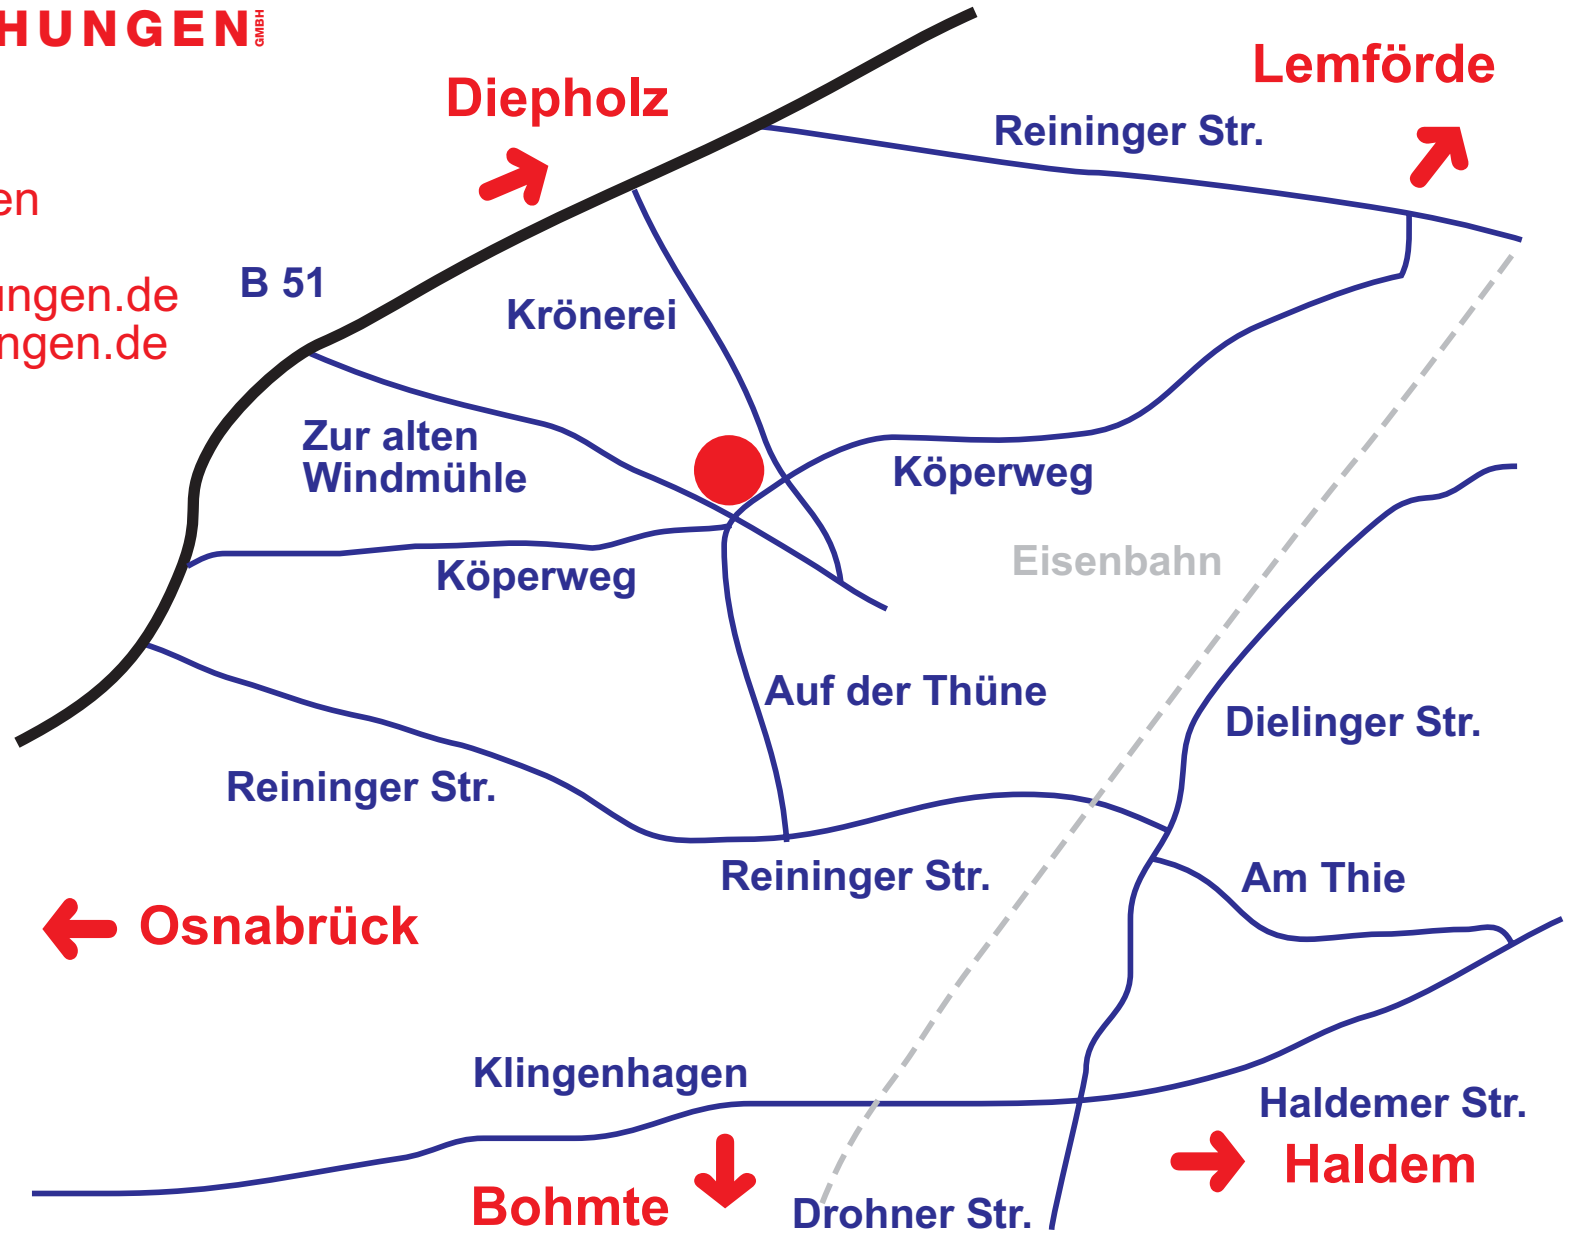 HUNGEN GMBH
Lemförde
Diepholz
Reininger Str.
en
B 51
ungen.de
Krönerei
ngen.de
Zur alten
Windmühle
Köperweg
Eisenbahn
Köperweg
Auf der Thüne
Dielinger Str.
Reininger Str.
Reininger Str.
Am Thie
Osnabrück
Klingenhagen
Haldemer Str.
Haldem
Bohmte
Drohner Str.